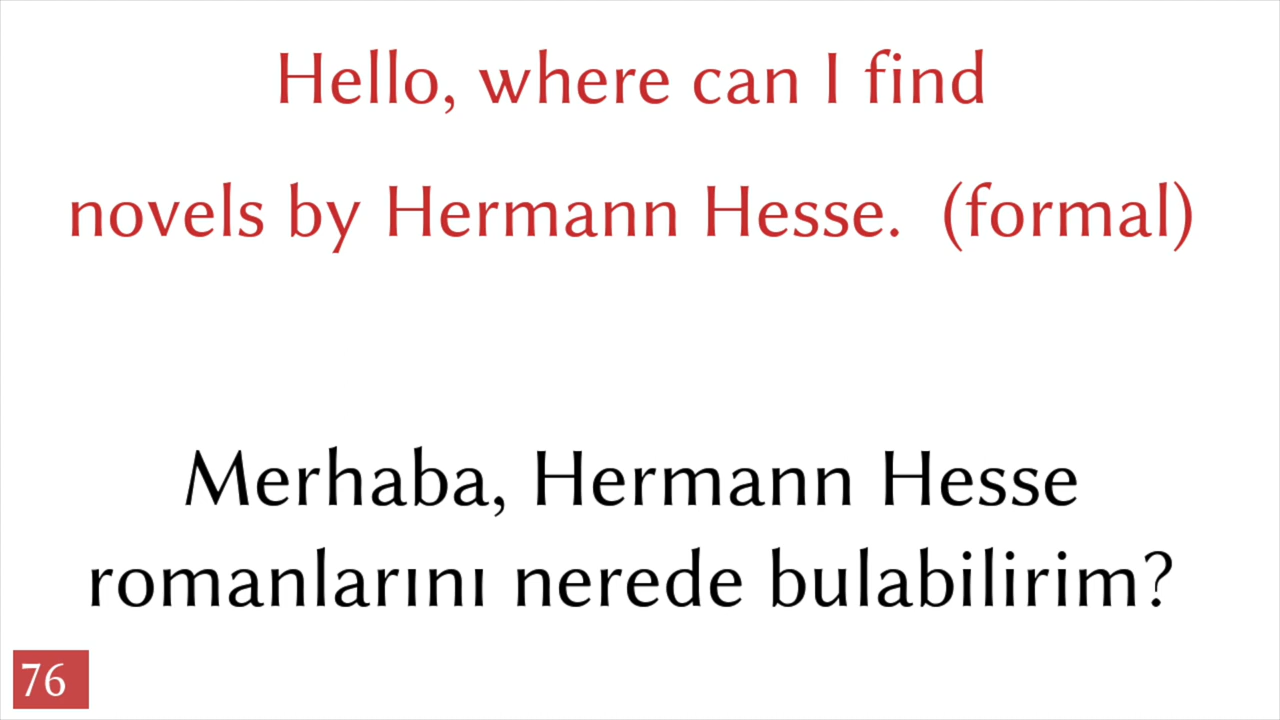 Hello, where can I find
novels by Hermann Hesse. (formal)
Merhaba, Hermann Hesse
romanlarını nerede bulabilirim?
76